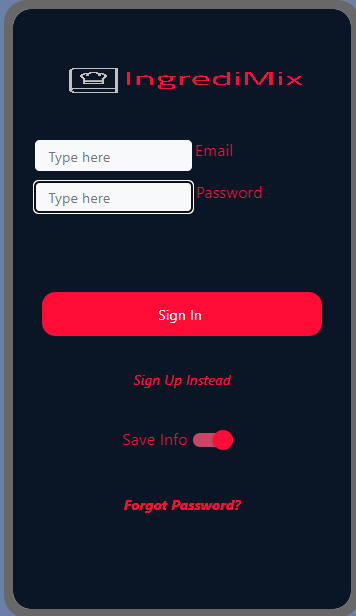 IngrediMix
Type here Email
Type here Password
Sign In
Sign Up Instead
Save Info
Forgot Password?